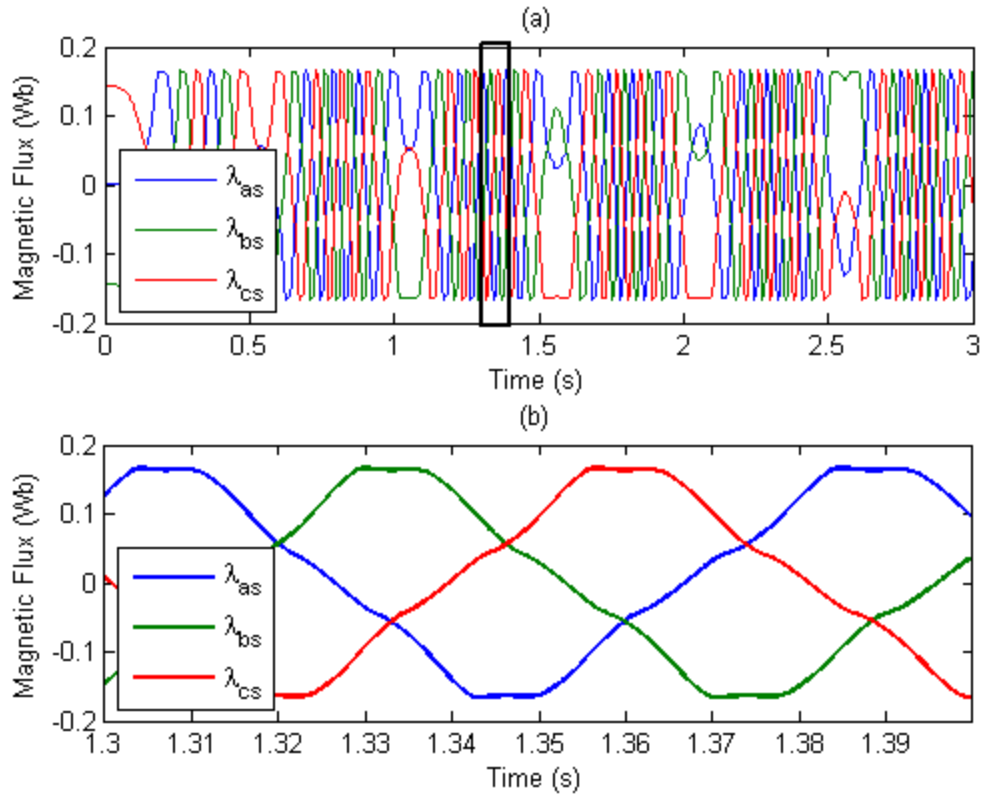 (a)
Magnetic Flux (Wb)
0.2
0.1
0
-0.1
-0.2
λas
λbs
λcs
0 0.5 1 1.5 2 2.5 3
Time (s)
(b)
Magnetic Flux (Wb)
0.2
0.1
0
-0.1
-0.2
λas
λbs
λcs
1.3 1.31 1.32 1.33 1.34 1.35 1.36 1.37 1.38 1.39
Time (s)